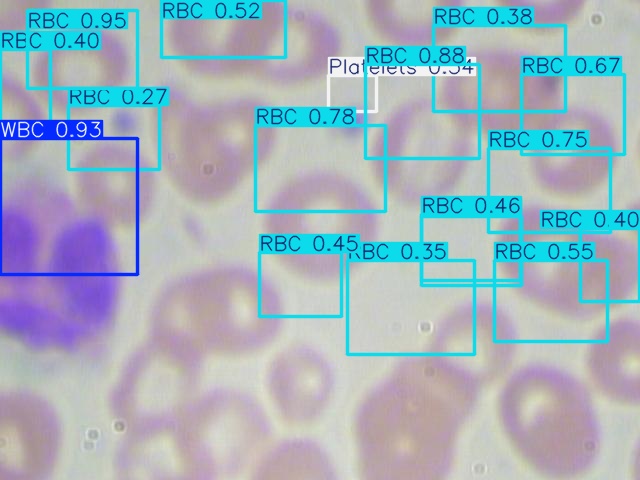 RBC 0.52
RBC 0.95
RBC 0.38
RBC 0.40
RBC 0.88
Platelets 0.54
RBC 0.67
RBC 0.27
RBC 0.78
WBC 0.93
RBC 0.75
RBC 0.46
RBC 0.40
RBC 0.45
RBC 0.35
RBC 0.55